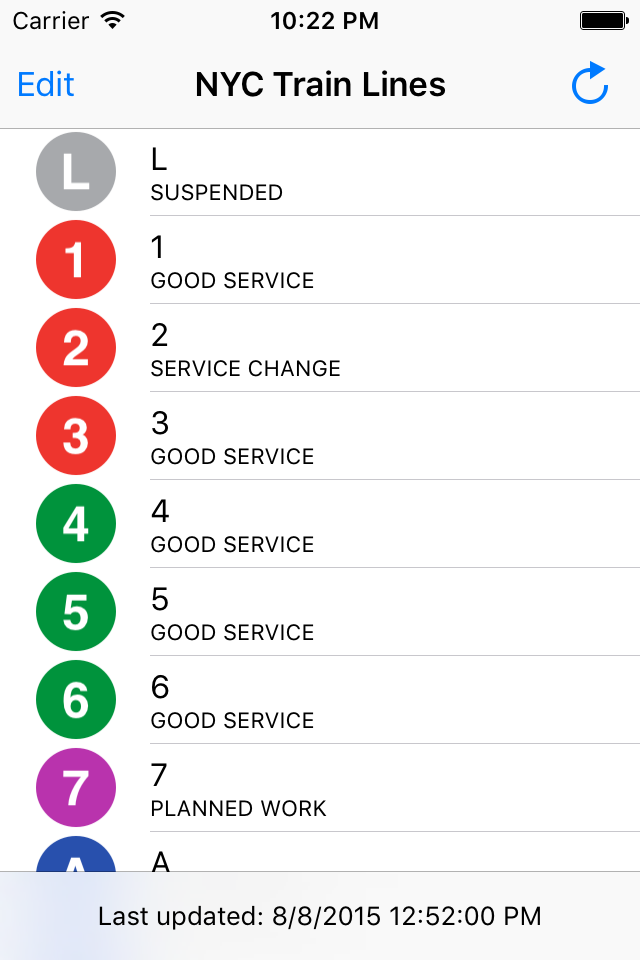 Carrier 10:22 PM
Edit NYC Train Lines
L
L
SUSPENDED
1
1
GOOD SERVICE
2
2
SERVICE CHANGE
3
3
GOOD SERVICE
4
4
GOOD SERVICE
5
5
GOOD SERVICE
6
6
GOOD SERVICE
7
7
PLANNED WORK
A
A
Last updated: 8/8/2015 12:52:00 PM